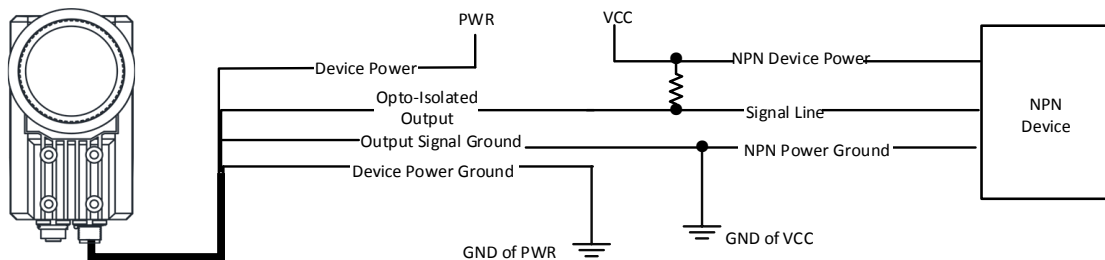 PWR
VCC
Device Power
NPN Device Power
Opto-Isolated
Output
Signal Line
NPN
Device
Output Signal Ground
NPN Power Ground
Device Power Ground
GND of PWR
GND of VCC